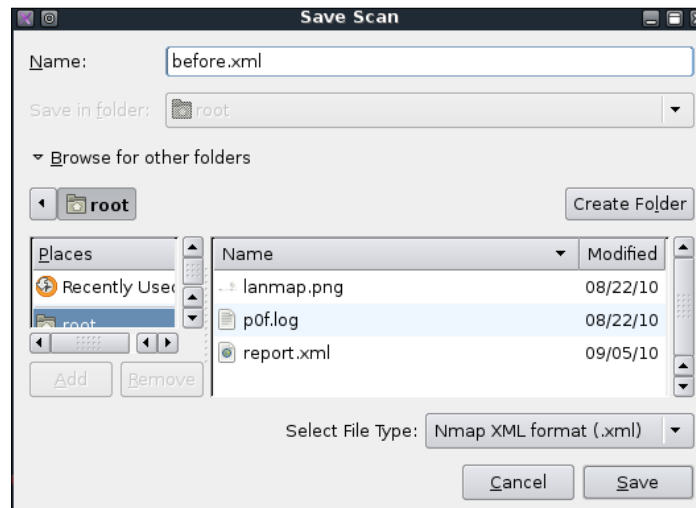 Save Scan
Name: before.xml
Save in folder: root
Browse for other folders
root Create Folder
Places
Recently Used
root
Add Remove
Name Modified
lanmap.png 08/22/10
p0f.log 08/22/10
report.xml 09/05/10
Select File Type: Nmap XML format (.xml)
Cancel Save